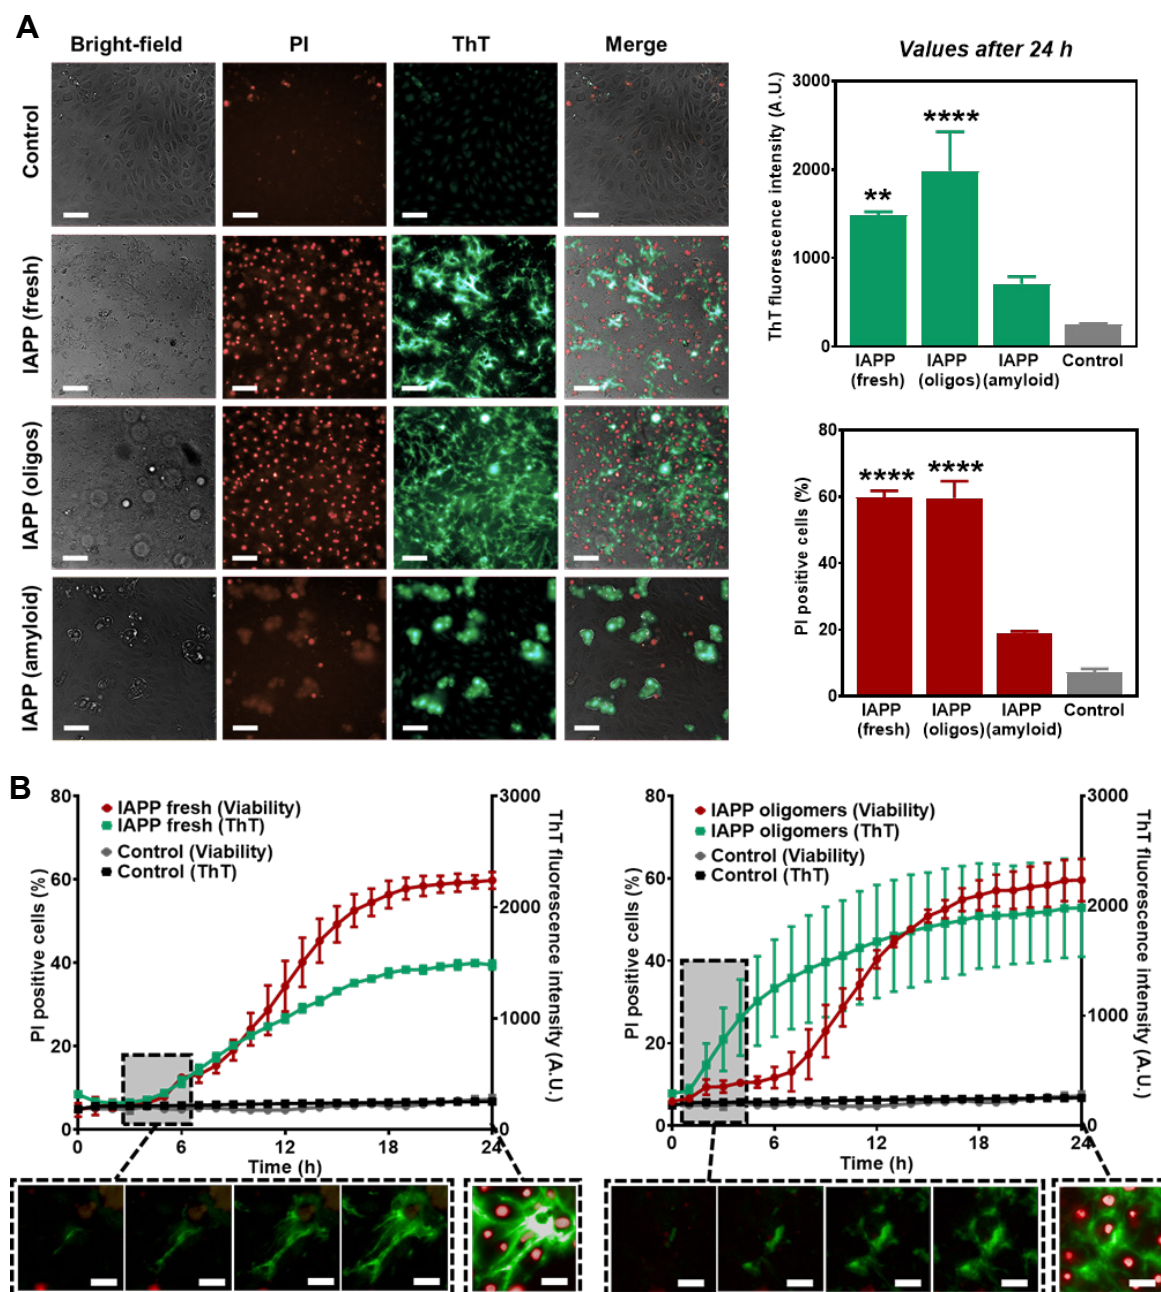 A
Bright-field PI ThT Merge
Control
IAPP (fresh)
IAPP (oligos)
IAPP (amyloid)
Values after 24 h
ThT fluorescence intensity (A.U.)
3000
2000
1000
0
**
****
IAPP (fresh)
IAPP (oligos)
IAPP (amyloid)
Control
PI positive cells (%)
80
60
40
20
0
****
****
IAPP (fresh)
IAPP (oligos)
IAPP (amyloid)
Control
B
PI positive cells (%)
80
60
40
20
0
IAPP fresh (Viability)
IAPP fresh (ThT)
Control (Viability)
Control (ThT)
3000
2000
1000
0
ThT fluorescence intensity (A.U.)
0 6 12 18 24
Time (h)
PI positive cells (%)
80
60
40
20
0
IAPP oligomers (Viability)
IAPP oligomers (ThT)
Control (Viability)
Control (ThT)
3000
2000
1000
0
ThT fluorescence intensity (A.U.)
0 6 12 18 24
Time (h)